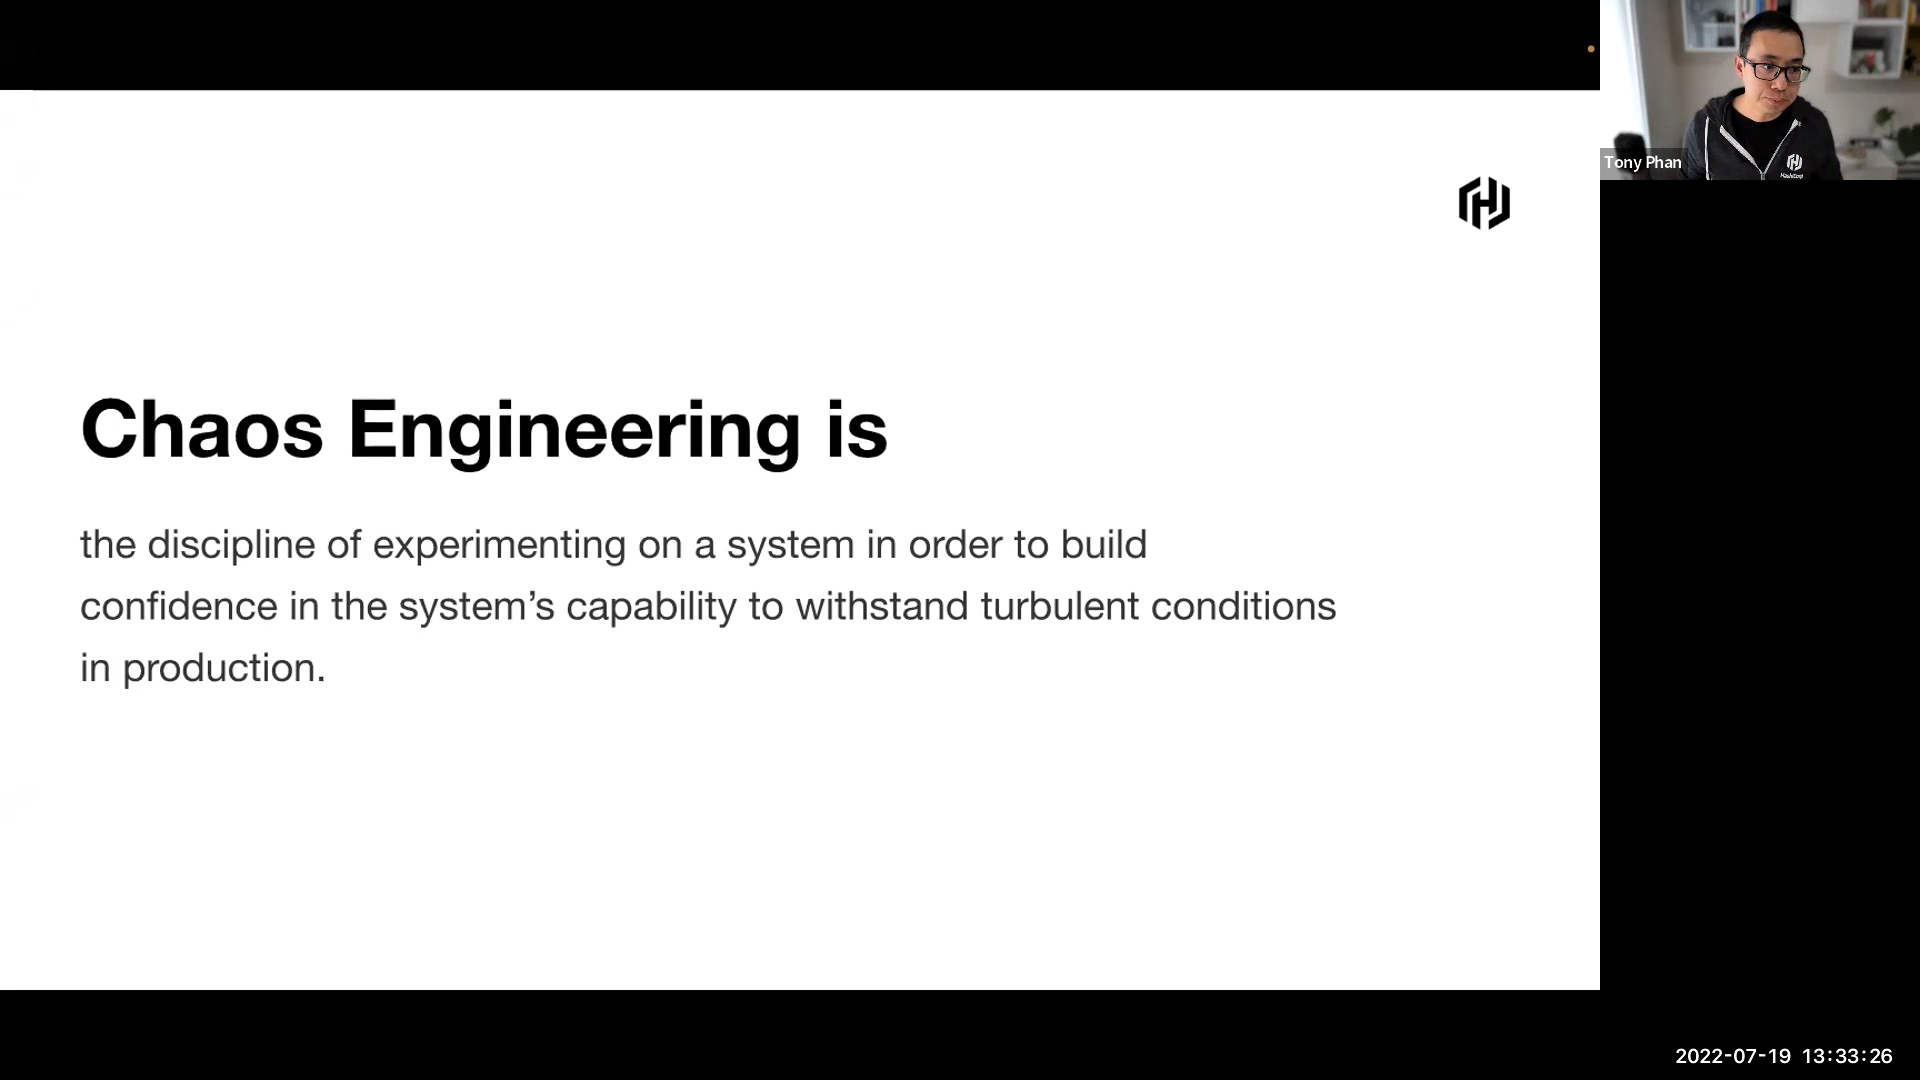 Chaos Engineering is
the discipline of experimenting on a system in order to build
confidence in the system’s capability to withstand turbulent conditions
in production.
Tony Phan
HashiCorp
2022-07-19 13:33:26